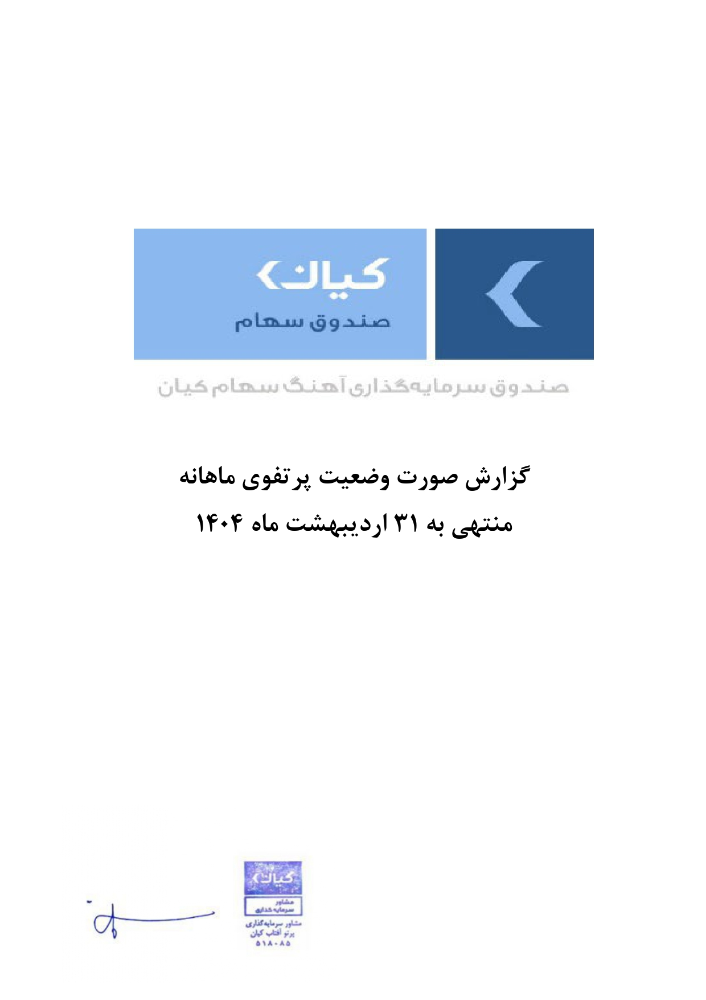 کیان
صندوق سهام
صندوق سرمایه‌گذاری آهنگ سهام کیان
گزارش صورت وضعیت پرتفوی ماهانه
منتهی به ۳۱ اردیبهشت ماه ۱۴۰۴
کیان
مشاور
سرمایه‌گذاری
مشاور سرمایه‌گذاری
پرتو آفتاب کیان
۵۱۸۰۸۵